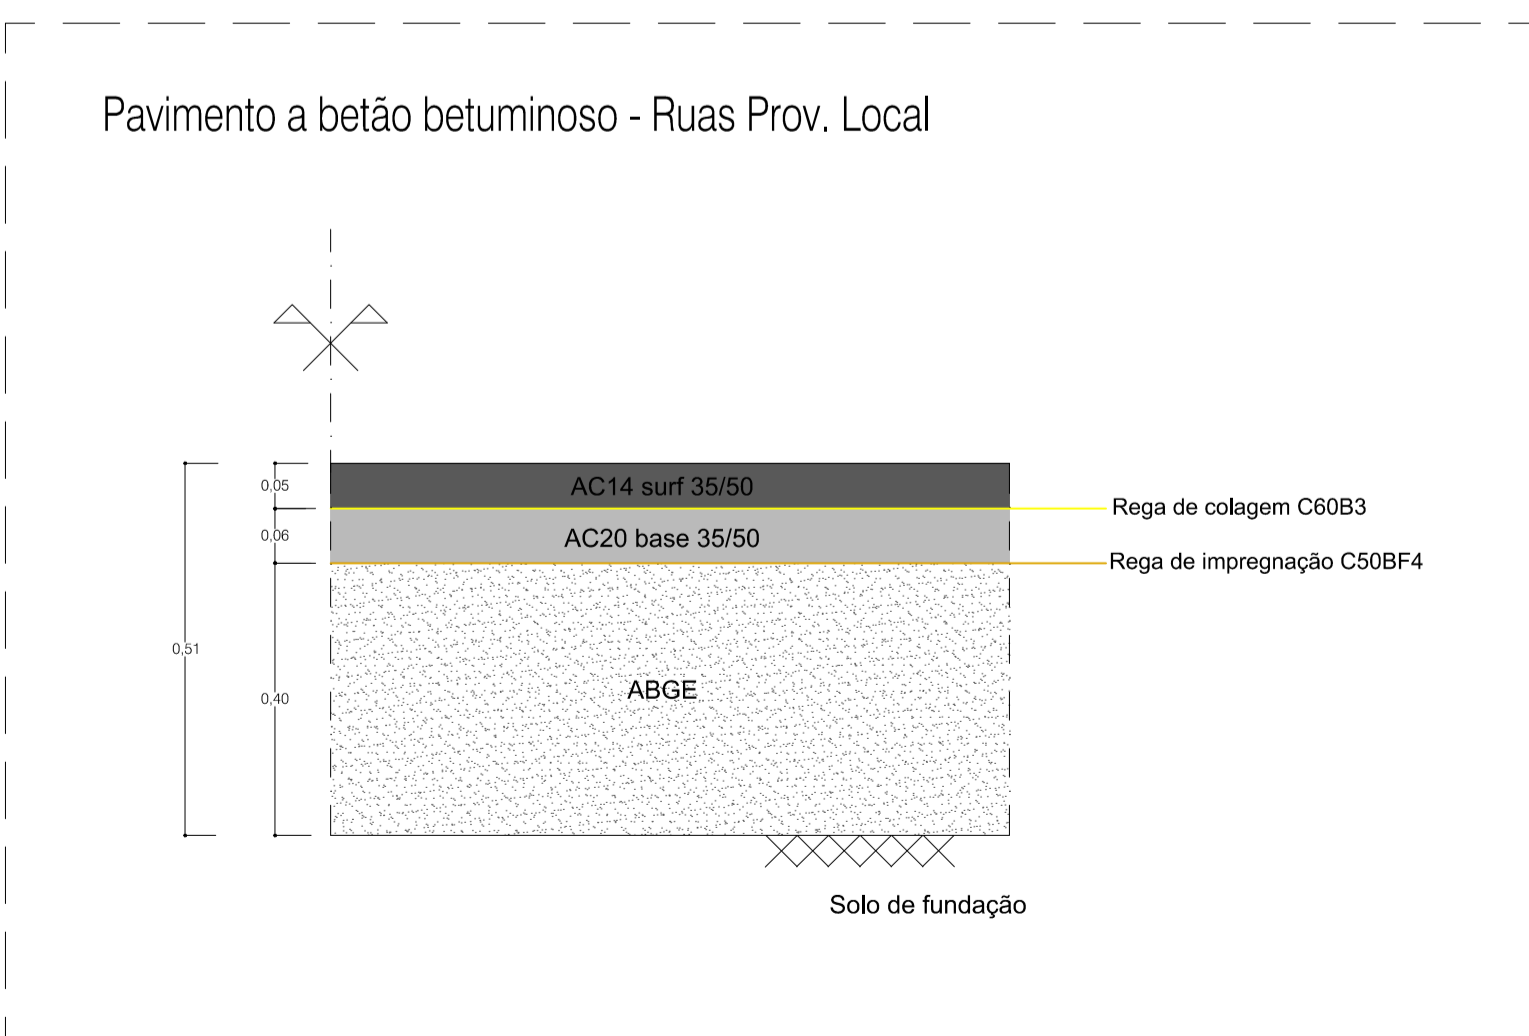 Pavimento a betão betuminoso - Ruas Prov. Local
0,05
AC14 surf 35/50
Rega de colagem C60B3
0,06
AC20 base 35/50
Rega de impregnação C50BF4
0,51
0,40
ABGE
Solo de fundação